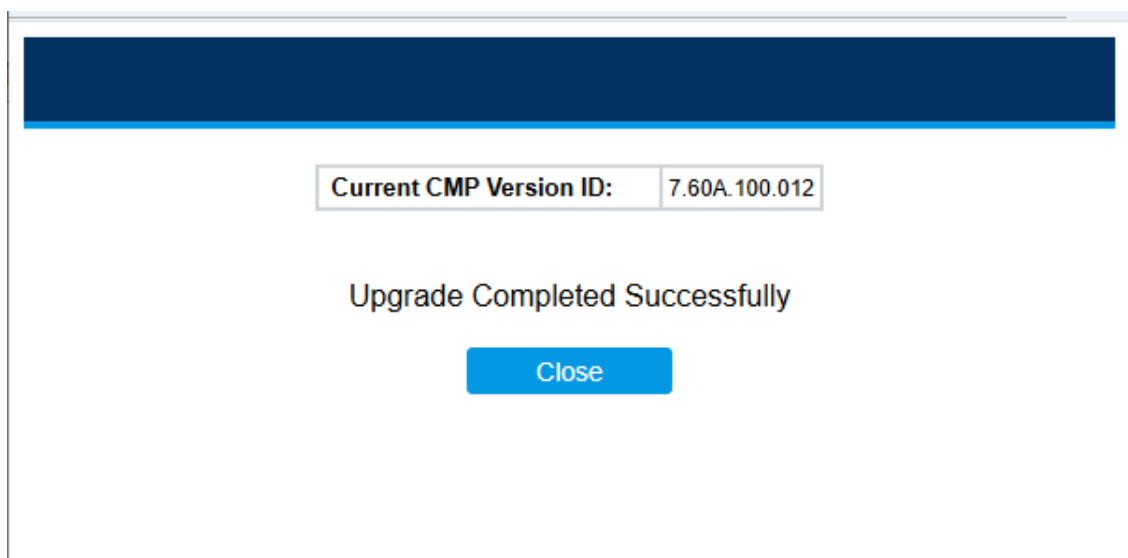 Current CMP Version ID: 7.60A.100.012
Upgrade Completed Successfully
Close